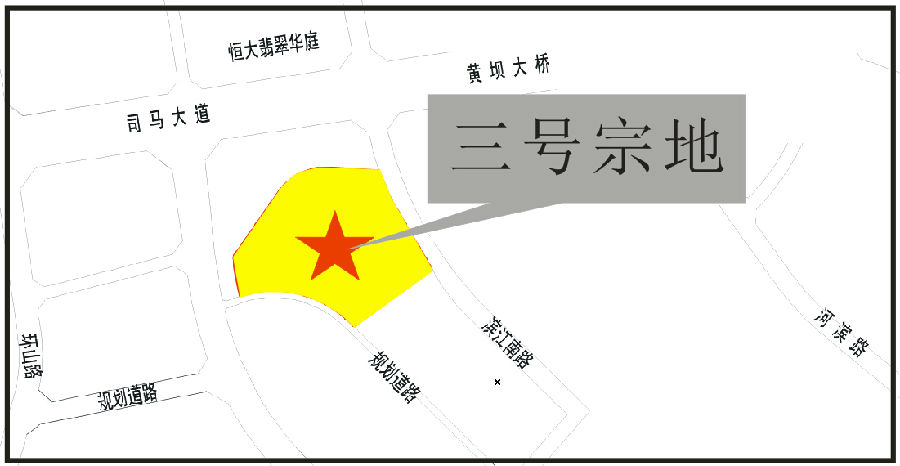 恒大翡翠华庭
黄坝大桥
司马大道
三号宗地
滨江南路
河滨路
环山路
规划道路
规划道路